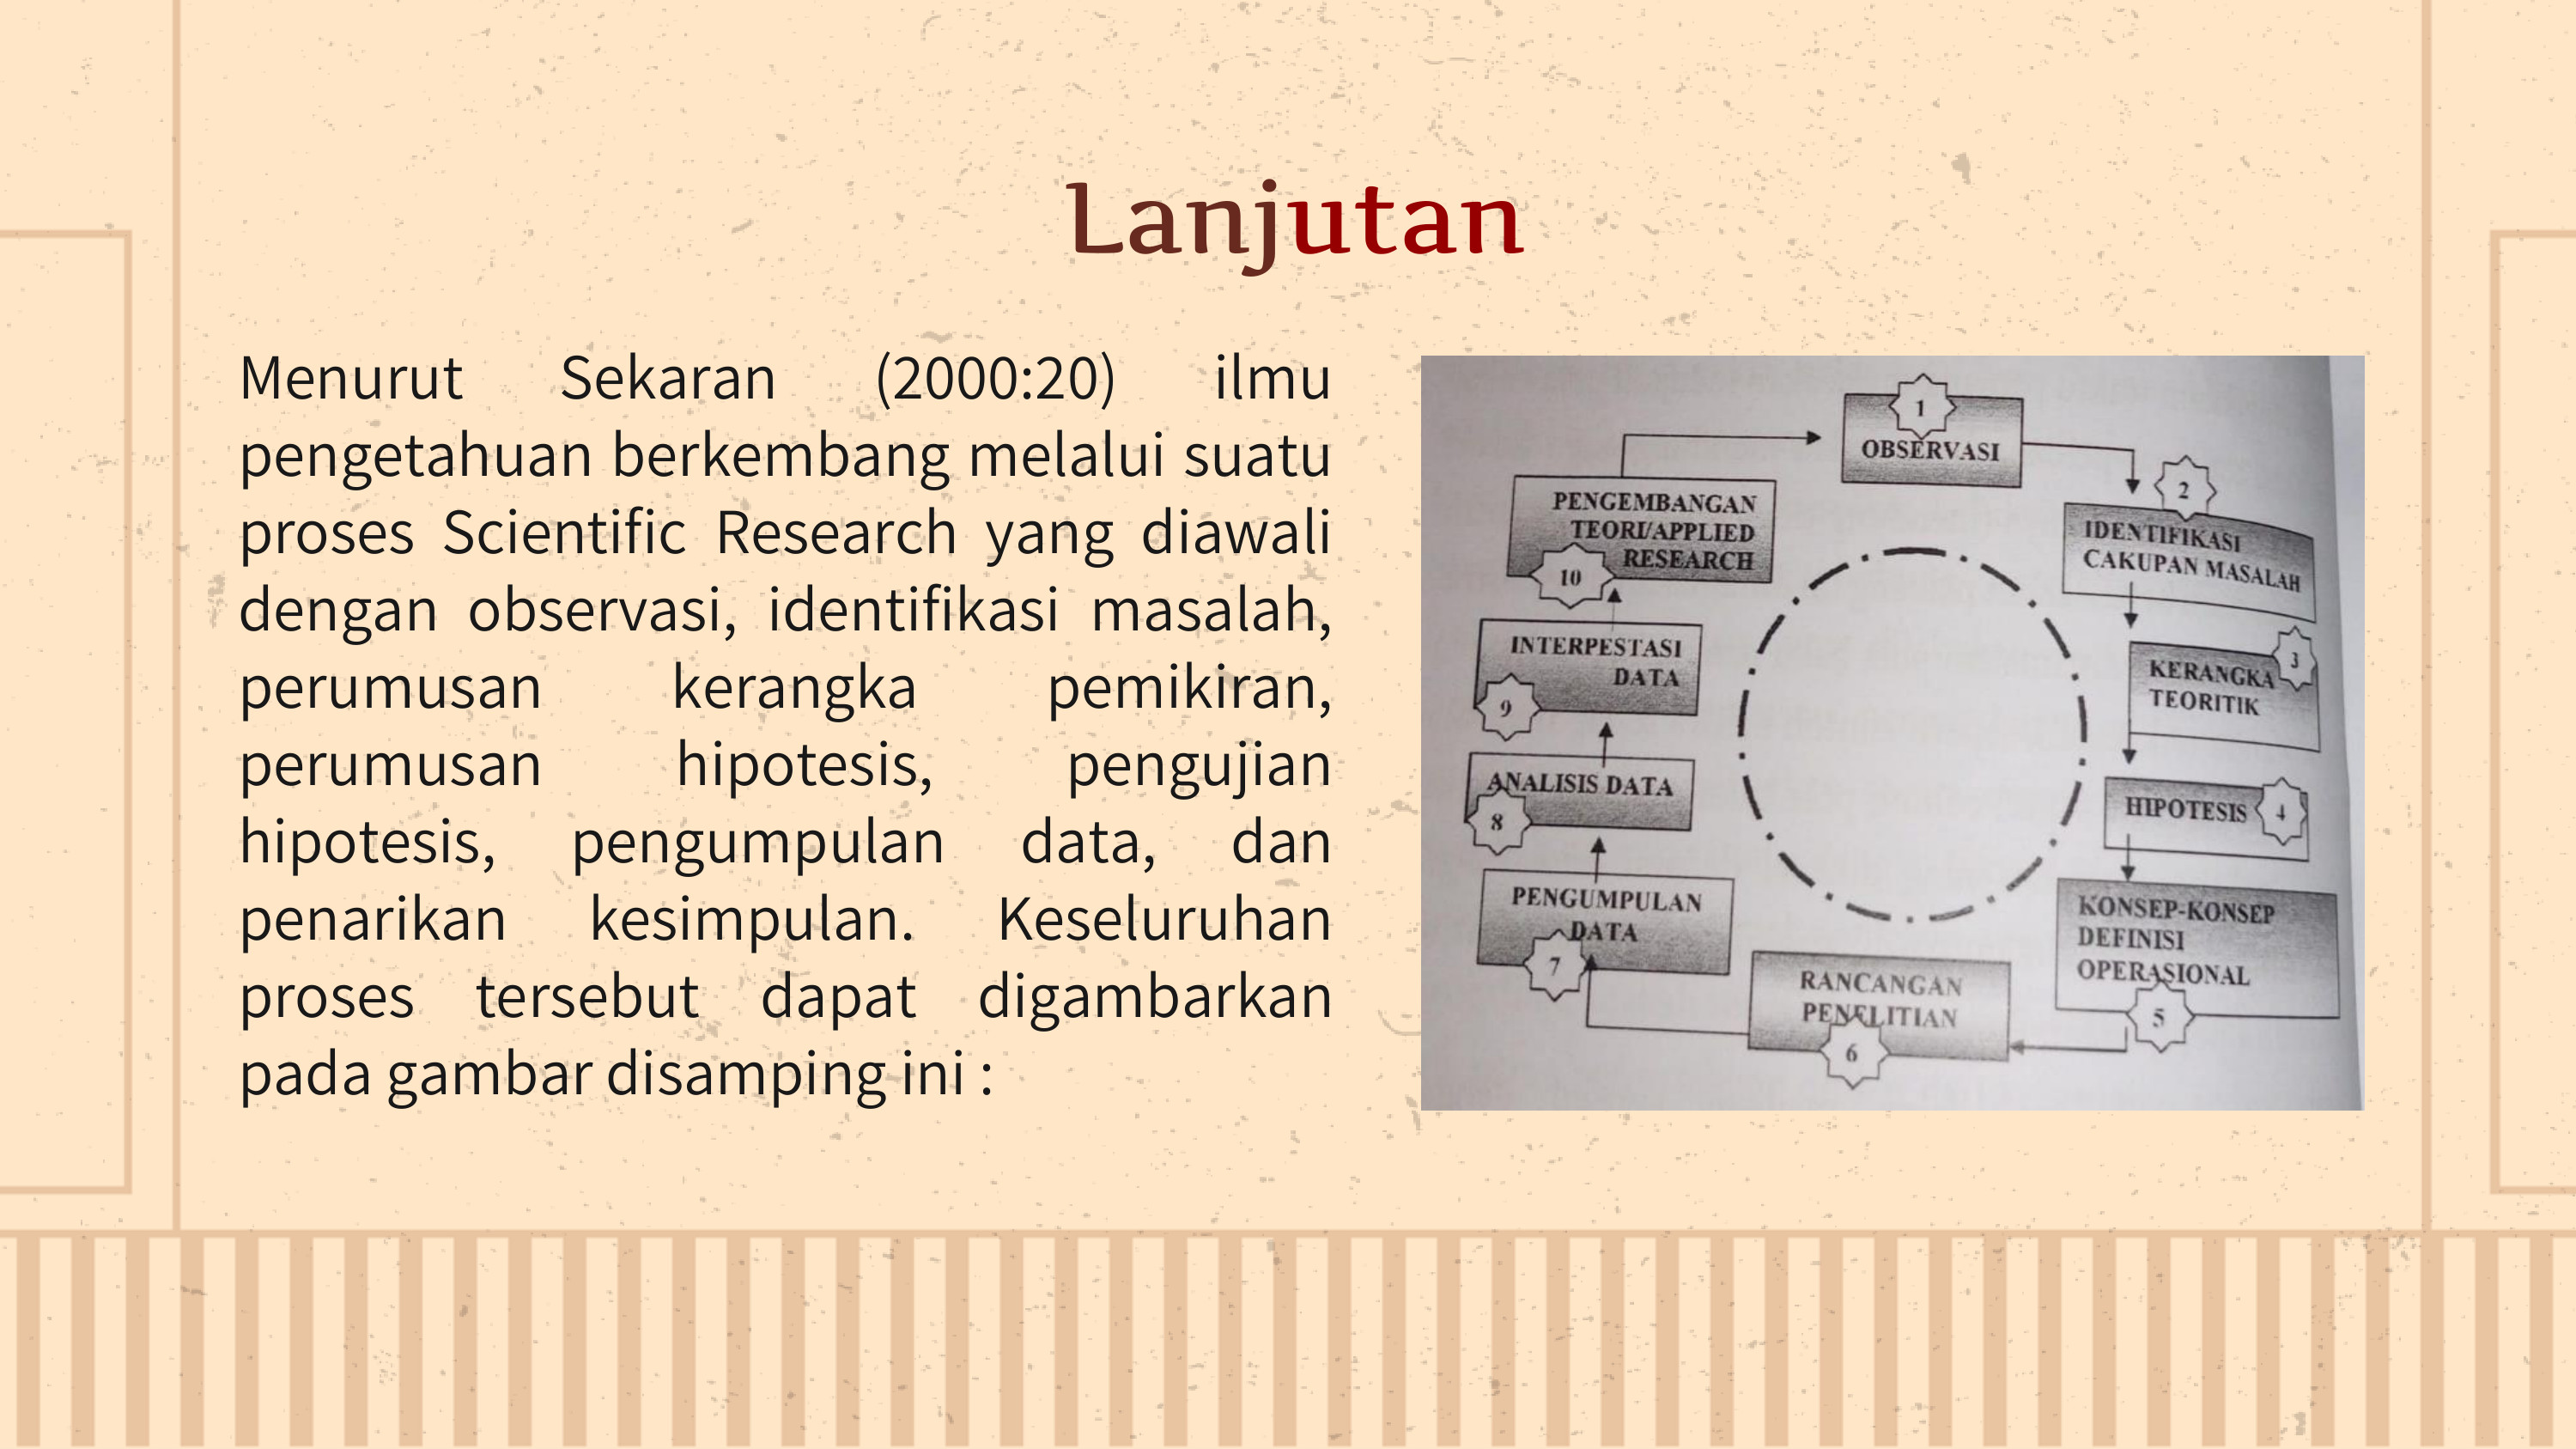 Lanjutan
Menurut Sekaran (2000:20) ilmu
pengetahuan berkembang melalui suatu
proses Scientific Research yang diawali
dengan observasi, identifikasi masalah,
perumusan kerangka pemikiran,
perumusan hipotesis, pengujian
hipotesis, pengumpulan data, dan
penarikan kesimpulan. Keseluruhan
proses tersebut dapat digambarkan
pada gambar disamping ini :
1
OBSERVASI
2
IDENTIFIKASI
CAKUPAN MASALAH
3
KERANGKA
TEORITIK
HIPOTESIS 4
KONSEP-KONSEP
DEFINISI
OPERASIONAL
5
RANCANGAN
PENELITIAN
6
PENGUMPULAN
DATA
7
ANALISIS DATA
8
INTERPESTASI
DATA
9
PENGEMBANGAN
TEORI/APPLIED
RESEARCH
10